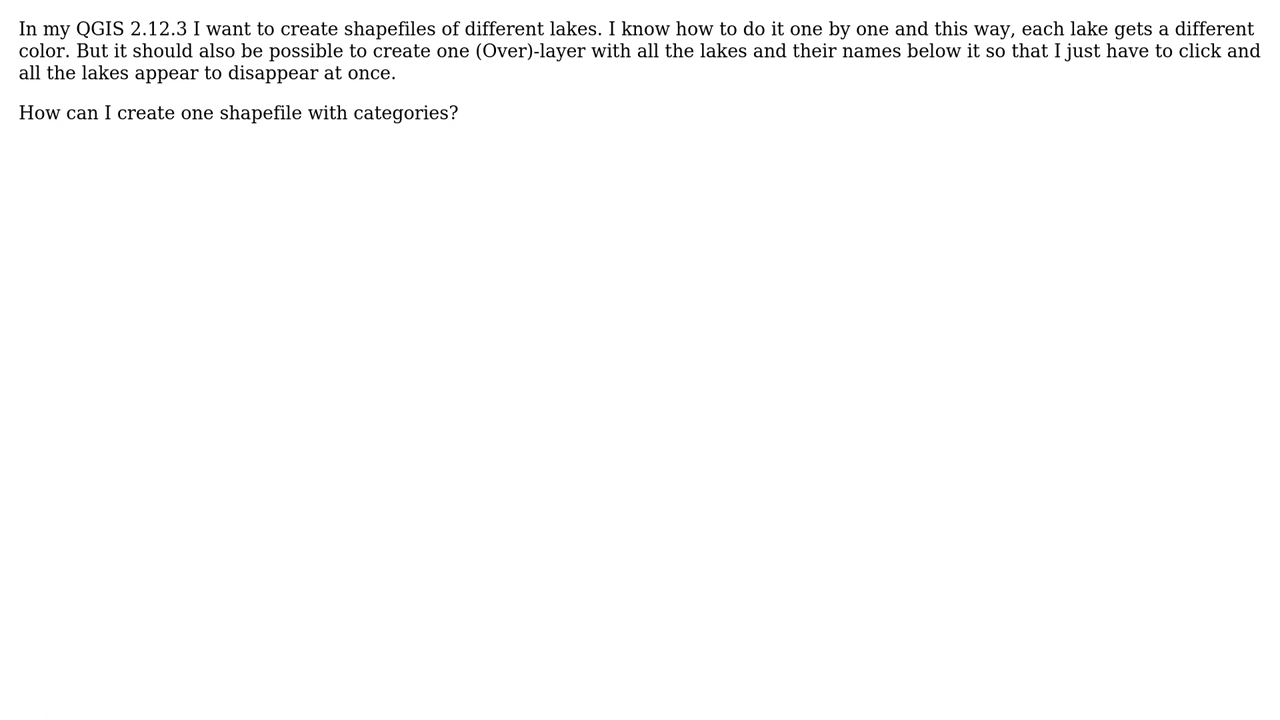 In my QGIS 2.12.3 I want to create shapefiles of different lakes. I know how to do it one by one and this way, each lake gets a different
color. But it should also be possible to create one (Over)-layer with all the lakes and their names below it so that I just have to click and
all the lakes appear to disappear at once.
How can I create one shapefile with categories?